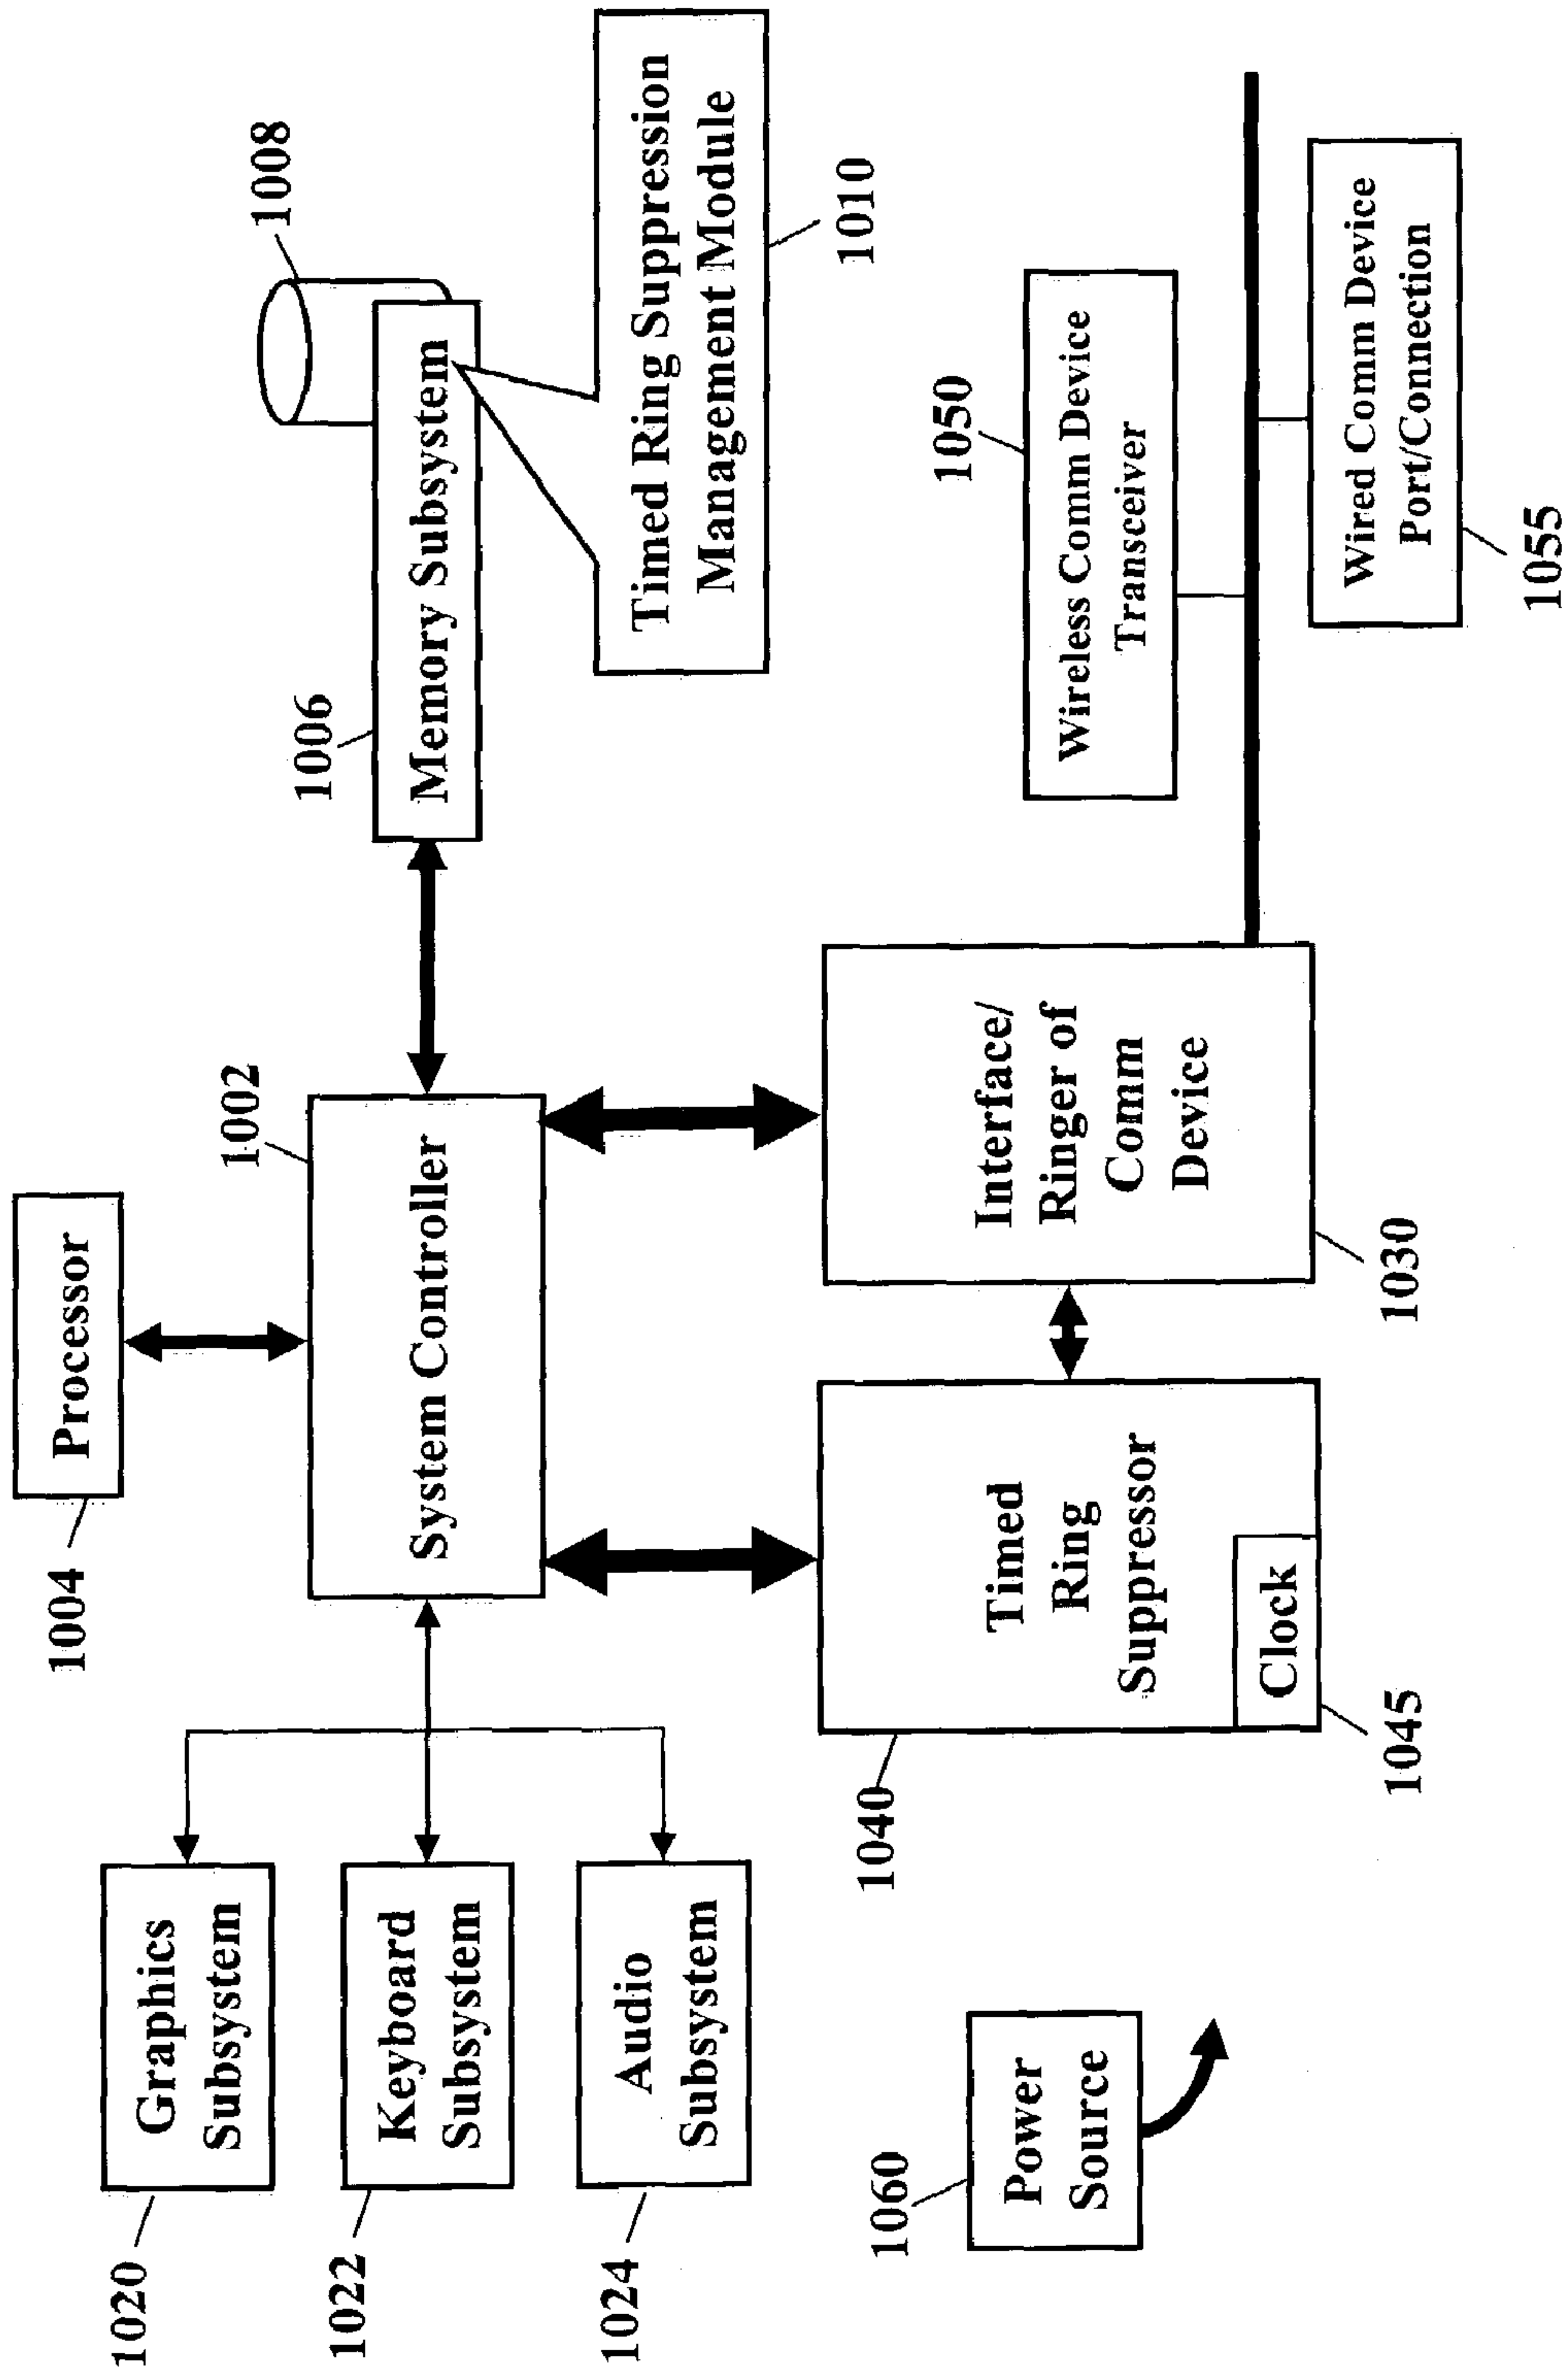 1004
Processor
1002
System Controller
1006
Memory Subsystem
1008
Timed Ring Suppression
Management Module
1010
1020
Graphics
Subsystem
1022
Keyboard
Subsystem
1024
Audio
Subsystem
1040
Timed
Ring
Suppressor
Clock
1045
Interface/
Ringer of
Comm
Device
1030
1050
Wireless Comm Device
Transceiver
Wired Comm Device
Port/Connection
1055
1060
Power
Source